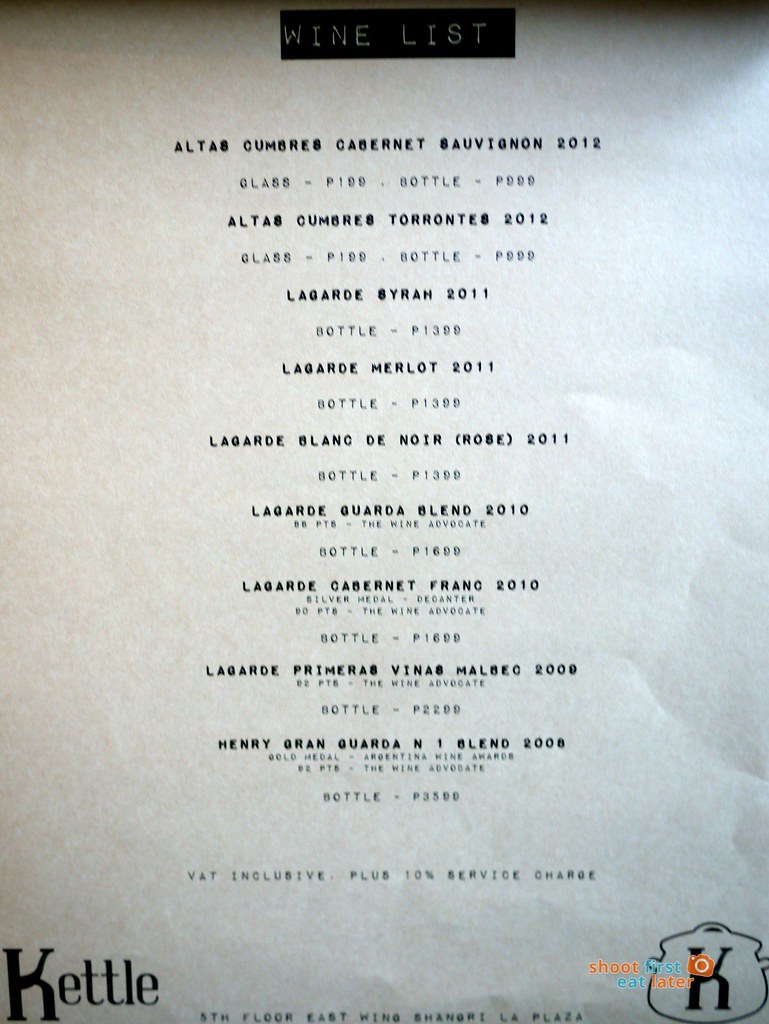 WINE LIST
ALTAS CUMBRES CABERNET SAUVIGNON 2012
GLASS - P199 . BOTTLE - P999
ALTAS CUMBRES TORRONTES 2012
GLASS - P199 . BOTTLE - P999
LAGARDE SYRAH 2011
BOTTLE - P1399
LAGARDE MERLOT 2011
BOTTLE - P1399
LAGARDE BLANC DE NOIR (ROSE) 2011
BOTTLE - P1399
LAGARDE GUARDA BLEND 2010
88 PTS - THE WINE ADVOCATE
BOTTLE - P1699
LAGARDE CABERNET FRANC 2010
SILVER MEDAL - DECANTER
90 PTS - THE WINE ADVOCATE
BOTTLE - P1699
LAGARDE PRIMERAS VINAS MALBEC 2009
92 PTS - THE WINE ADVOCATE
BOTTLE - P2299
HENRY GRAN GUARDA N 1 BLEND 2008
GOLD MEDAL - ARGENTINA WINE AWARDS
92 PTS - THE WINE ADVOCATE
BOTTLE - P3599
VAT INCLUSIVE. PLUS 10% SERVICE CHARGE
Kettle
K
shoot first
eat later
5TH FLOOR EAST WING SHANGRI LA PLAZA